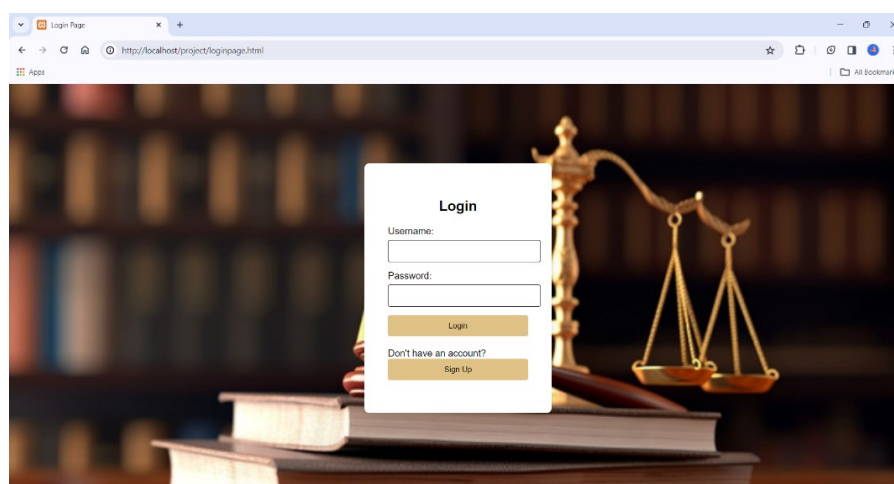 Login Page
http://localhost/project/loginpage.html
Apps
All Bookmark
Login
Username:
Password:
Login
Don't have an account?
Sign Up